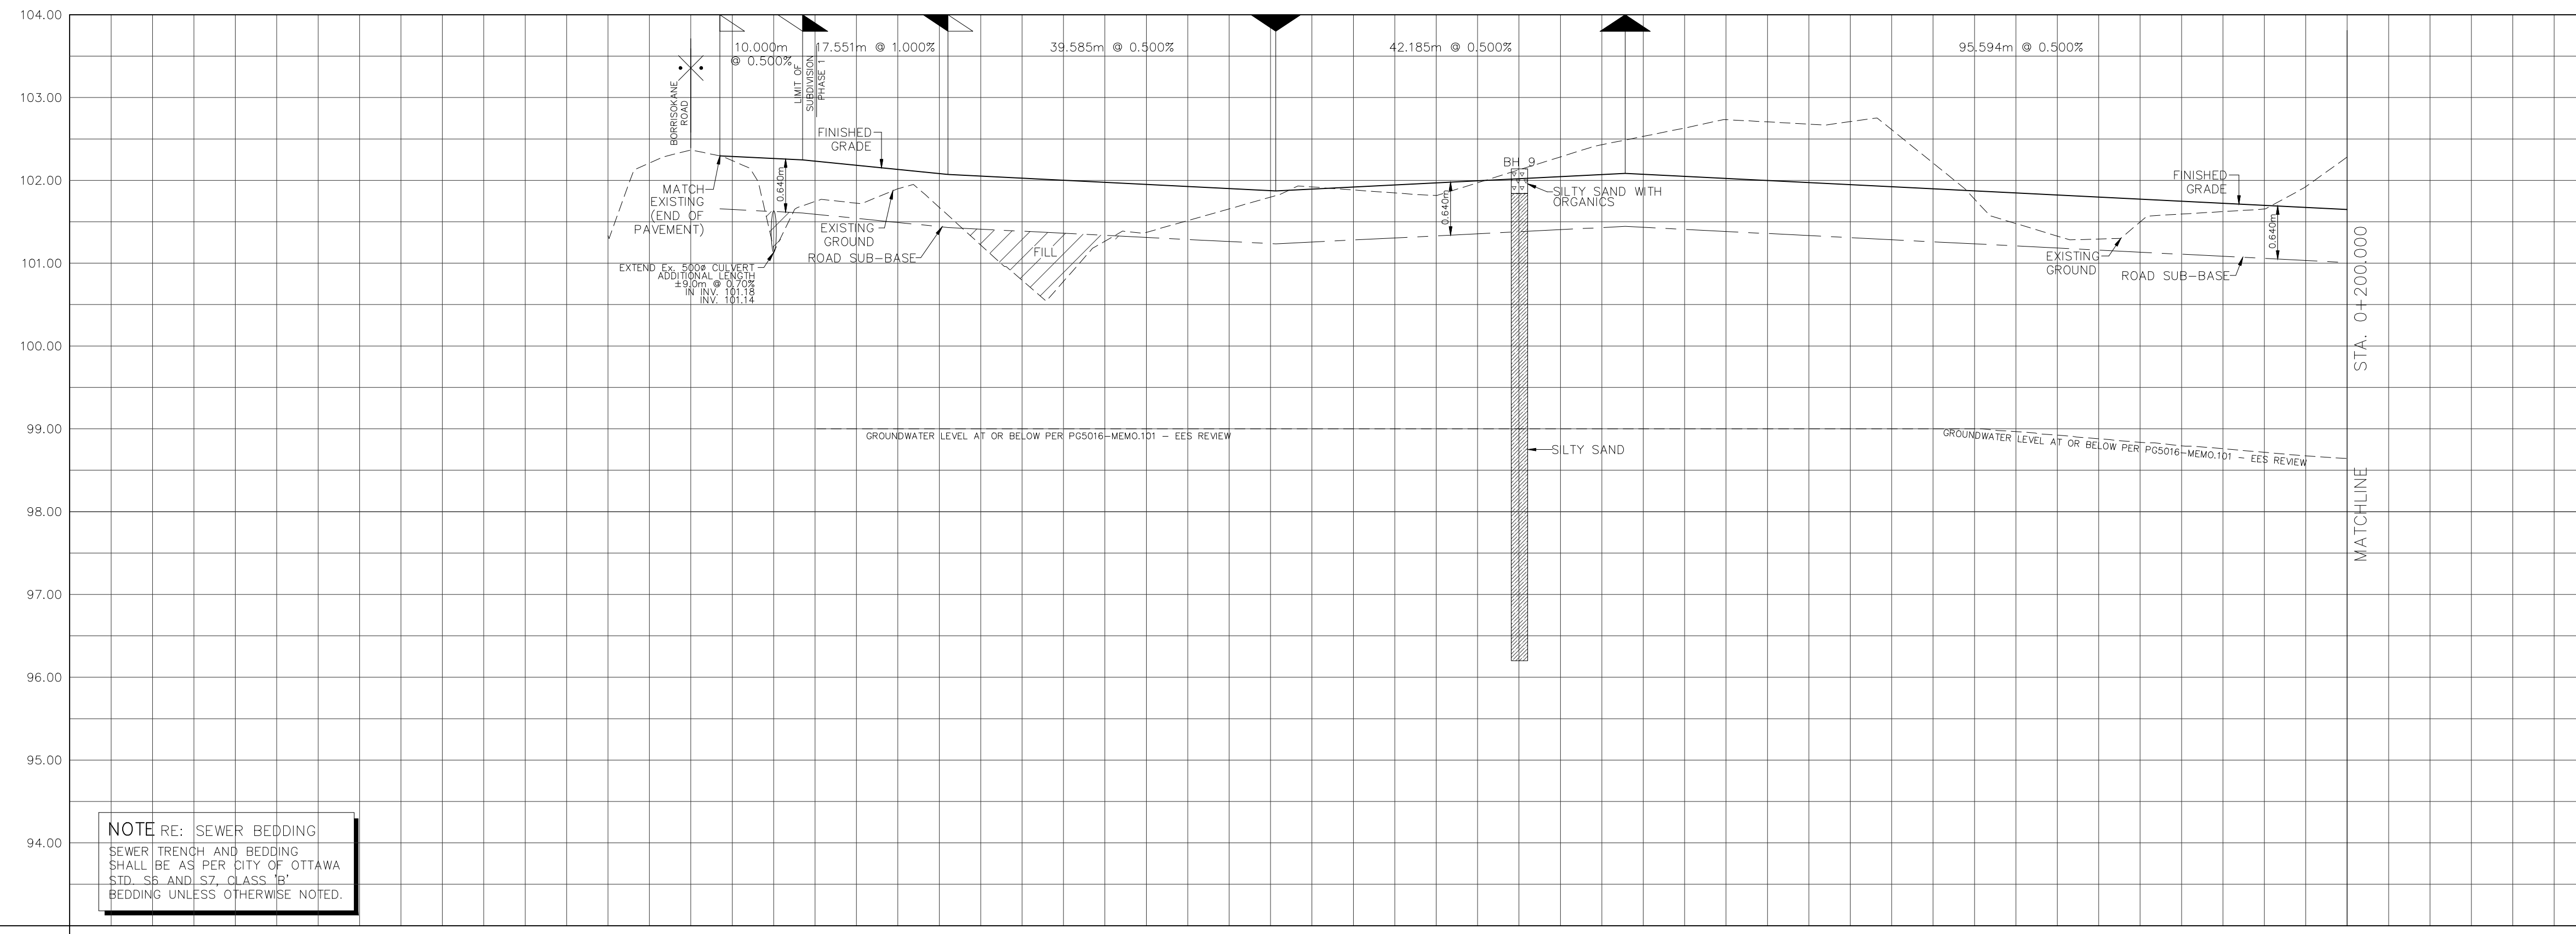 104.00
103.00
102.00
101.00
100.00
99.00
98.00
97.00
96.00
95.00
94.00
10.000m
@ 0.500%
17.551m @ 1.000%
39.585m @ 0.500%
42.185m @ 0.500%
95.594m @ 0.500%
BORRISOKANE
ROAD
LIMIT OF
SUBDIVISION
PHASE 1
FINISHED
GRADE
MATCH
EXISTING
(END OF
PAVEMENT)
0.640m
EXISTING
GROUND
ROAD SUB-BASE
EXTEND Ex. 500ø CULVERT
ADDITIONAL LENGTH
±9.0m @ 0.70%
IN INV. 101.18
INV. 101.14
FILL
0.640m
BH 9
SILTY SAND WITH
ORGANICS
SILTY SAND
FINISHED
GRADE
0.640m
EXISTING
GROUND
ROAD SUB-BASE
GROUNDWATER LEVEL AT OR BELOW PER PG5016-MEMO.101 - EES REVIEW
GROUNDWATER LEVEL AT OR BELOW PER PG5016-MEMO.101 - EES REVIEW
MATCHLINE STA. 0+200.000
NOTE RE: SEWER BEDDING
SEWER TRENCH AND BEDDING
SHALL BE AS PER CITY OF OTTAWA
STD. S6 AND S7, CLASS 'B'
BEDDING UNLESS OTHERWISE NOTED.